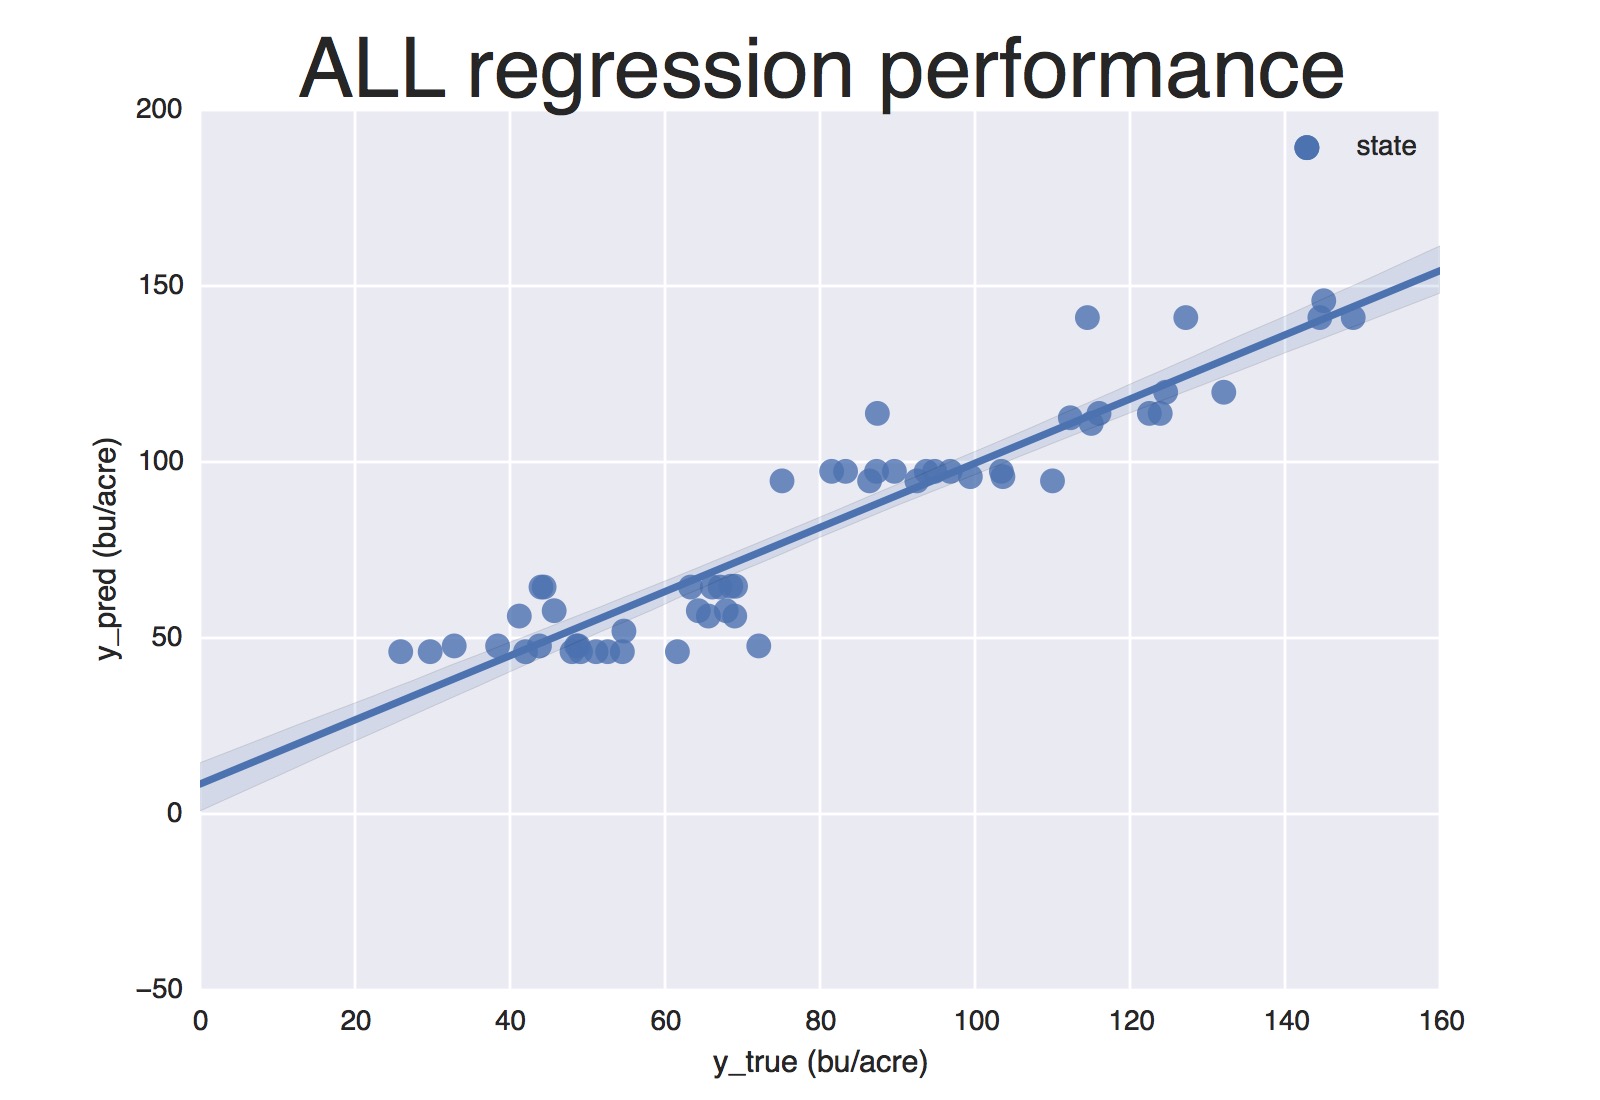 ALL regression performance
state
y_pred (bu/acre)
200
150
100
50
0
−50
0 20 40 60 80 100 120 140 160
y_true (bu/acre)